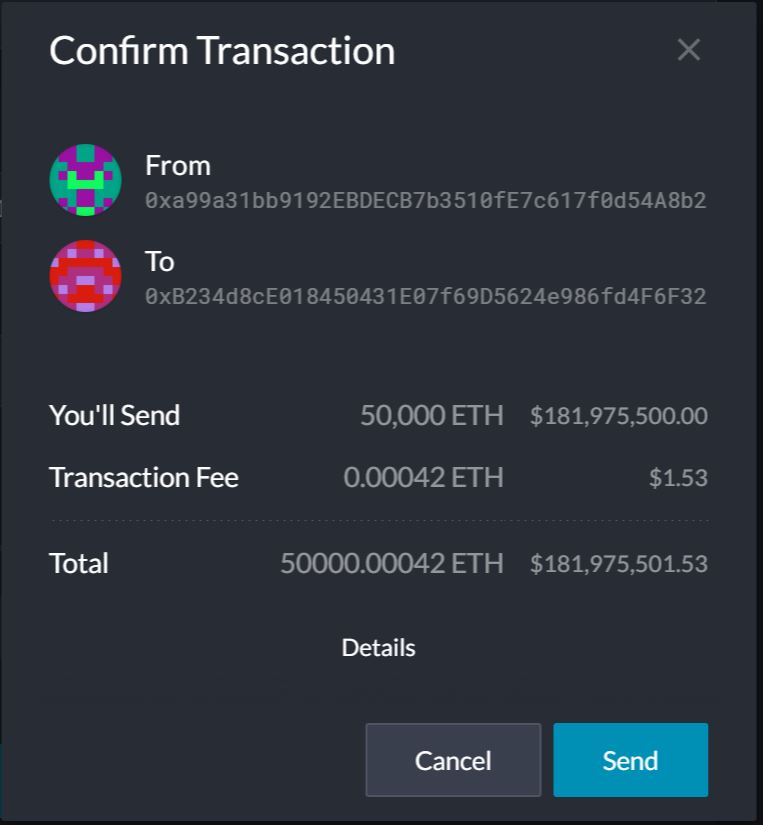 Confirm Transaction
From
0xa99a31bb9192EBDECB7b3510fE7c617f0d54A8b2
To
0xB234d8cE018450431E07f69D5624e986fd4F6F32
You'll Send 50,000 ETH $181,975,500.00
Transaction Fee 0.00042 ETH $1.53
Total 50000.00042 ETH $181,975,501.53
Details
Cancel Send